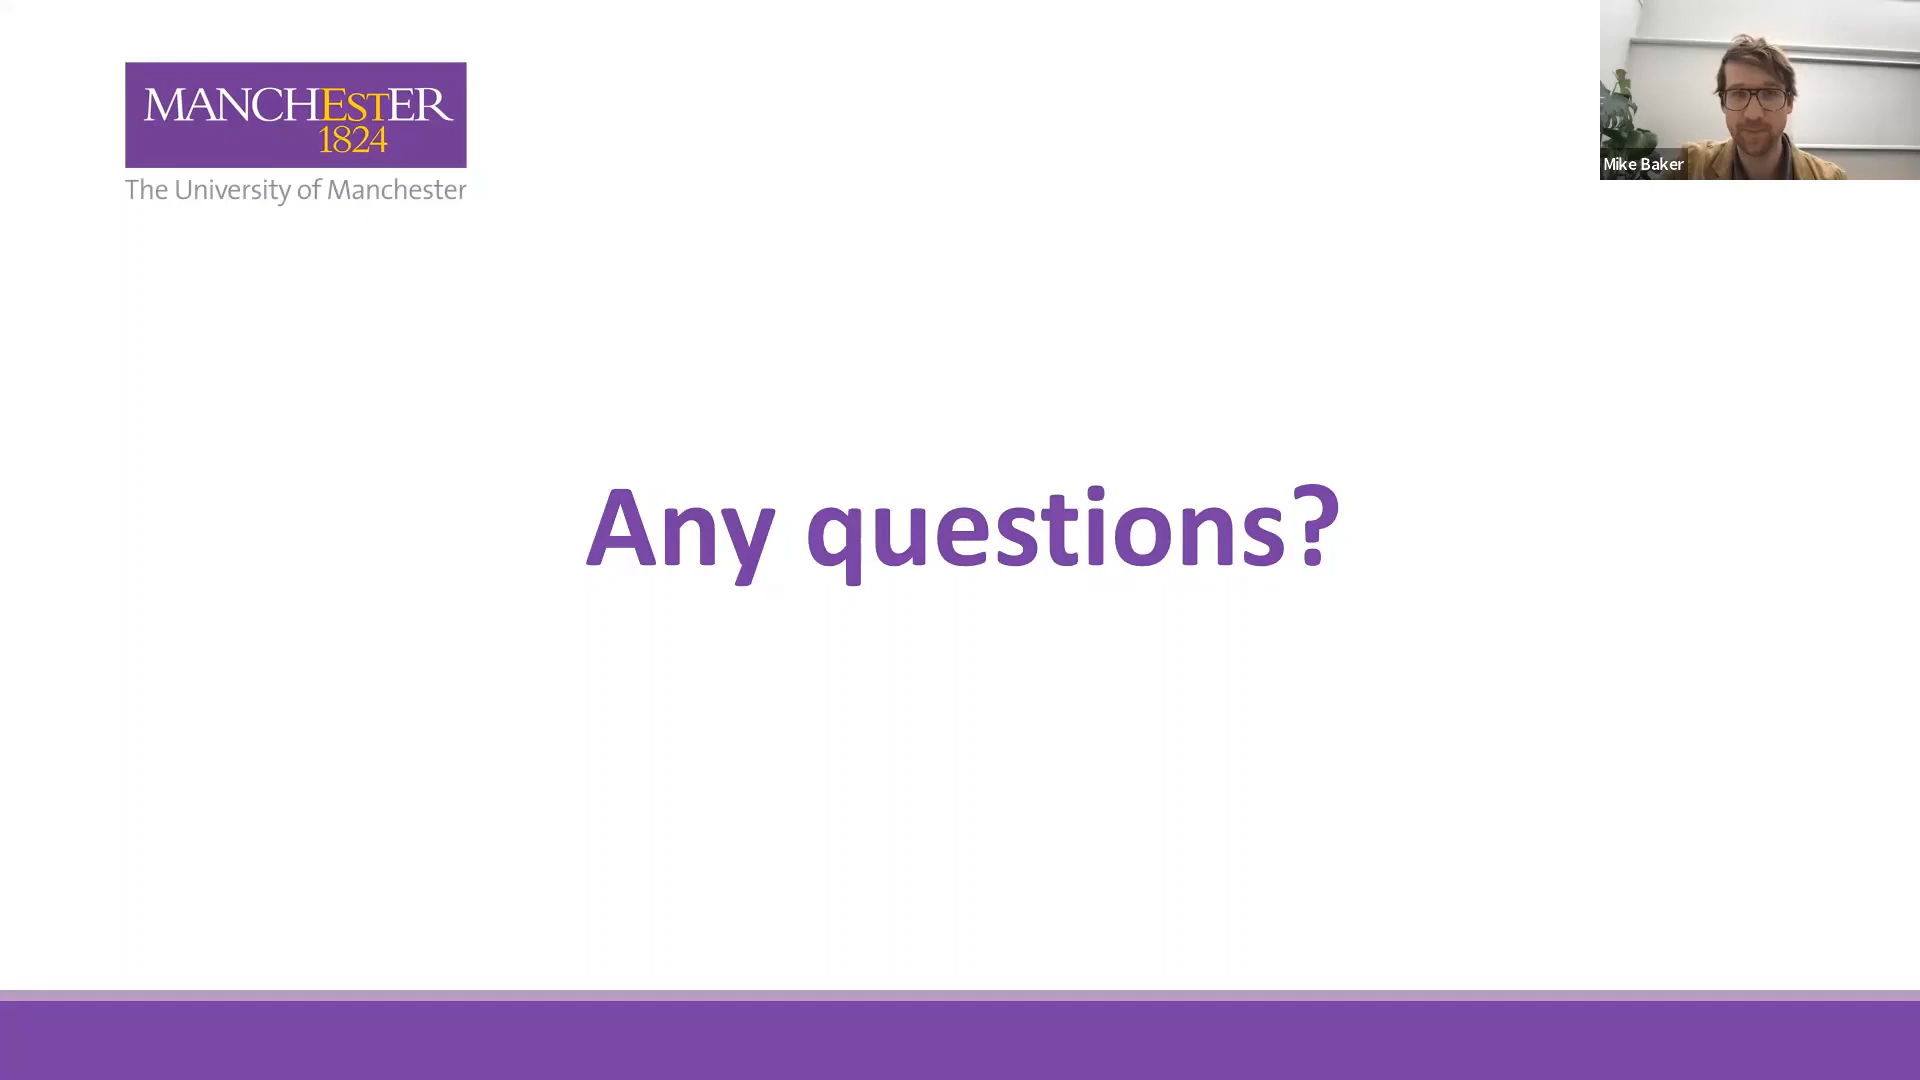 MANCHEstER
1824
The University of Manchester
Mike Baker
Any questions?